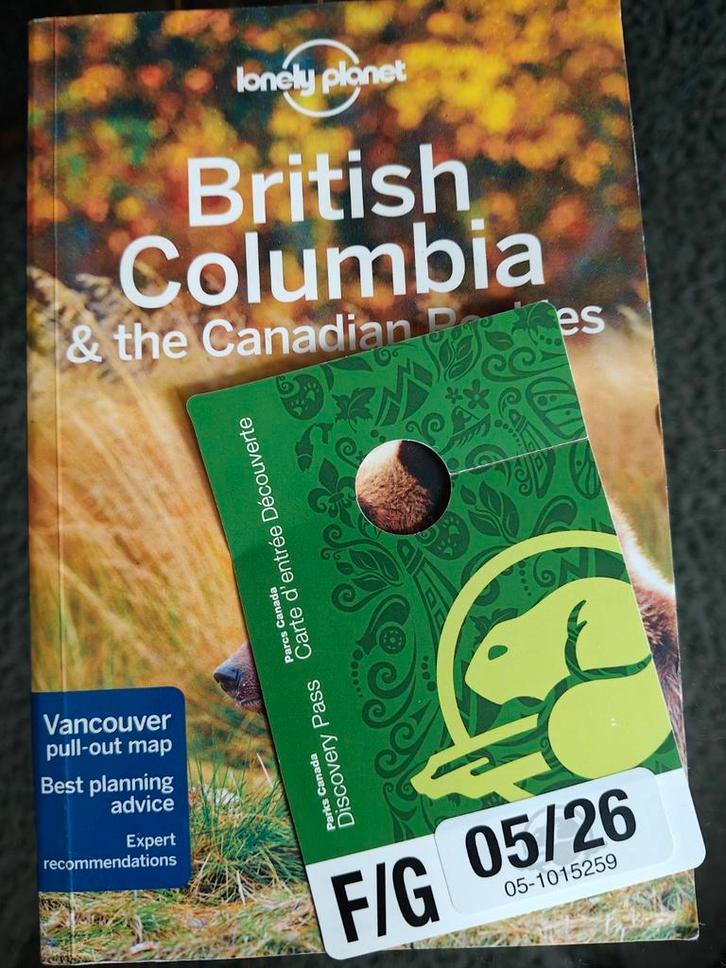 lonely planet
British
Columbia
& the Canadian
Parcs Canada
Carte d'entrée Découverte
Parks Canada
Discovery Pass
Vancouver
pull-out map
Best planning
advice
Expert
recommendations
F/G
05/26
05-1015259